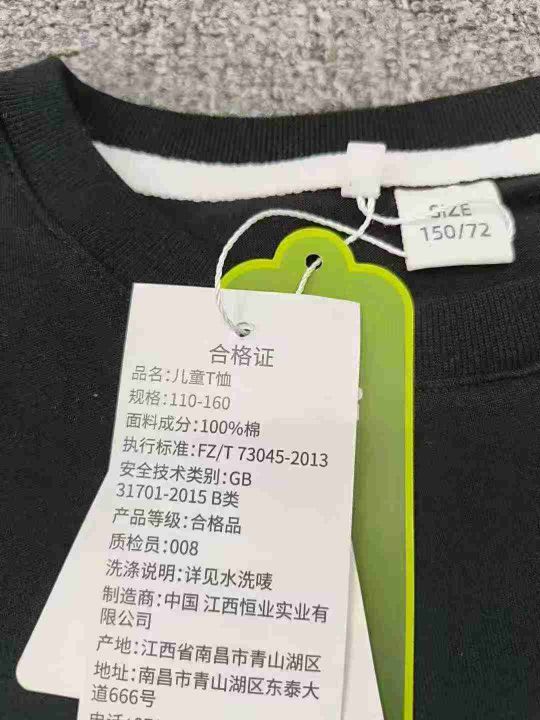 SiZE
150/72
合格证
品名:儿童T恤
规格:110-160
面料成分:100%棉
执行标准:FZ/T 73045-2013
安全技术类别:GB
31701-2015 B类
产品等级:合格品
质检员:008
洗涤说明:详见水洗唛
制造商:中国 江西恒业实业有
限公司
产地:江西省南昌市青山湖区
地址:南昌市青山湖区东泰大
道666号